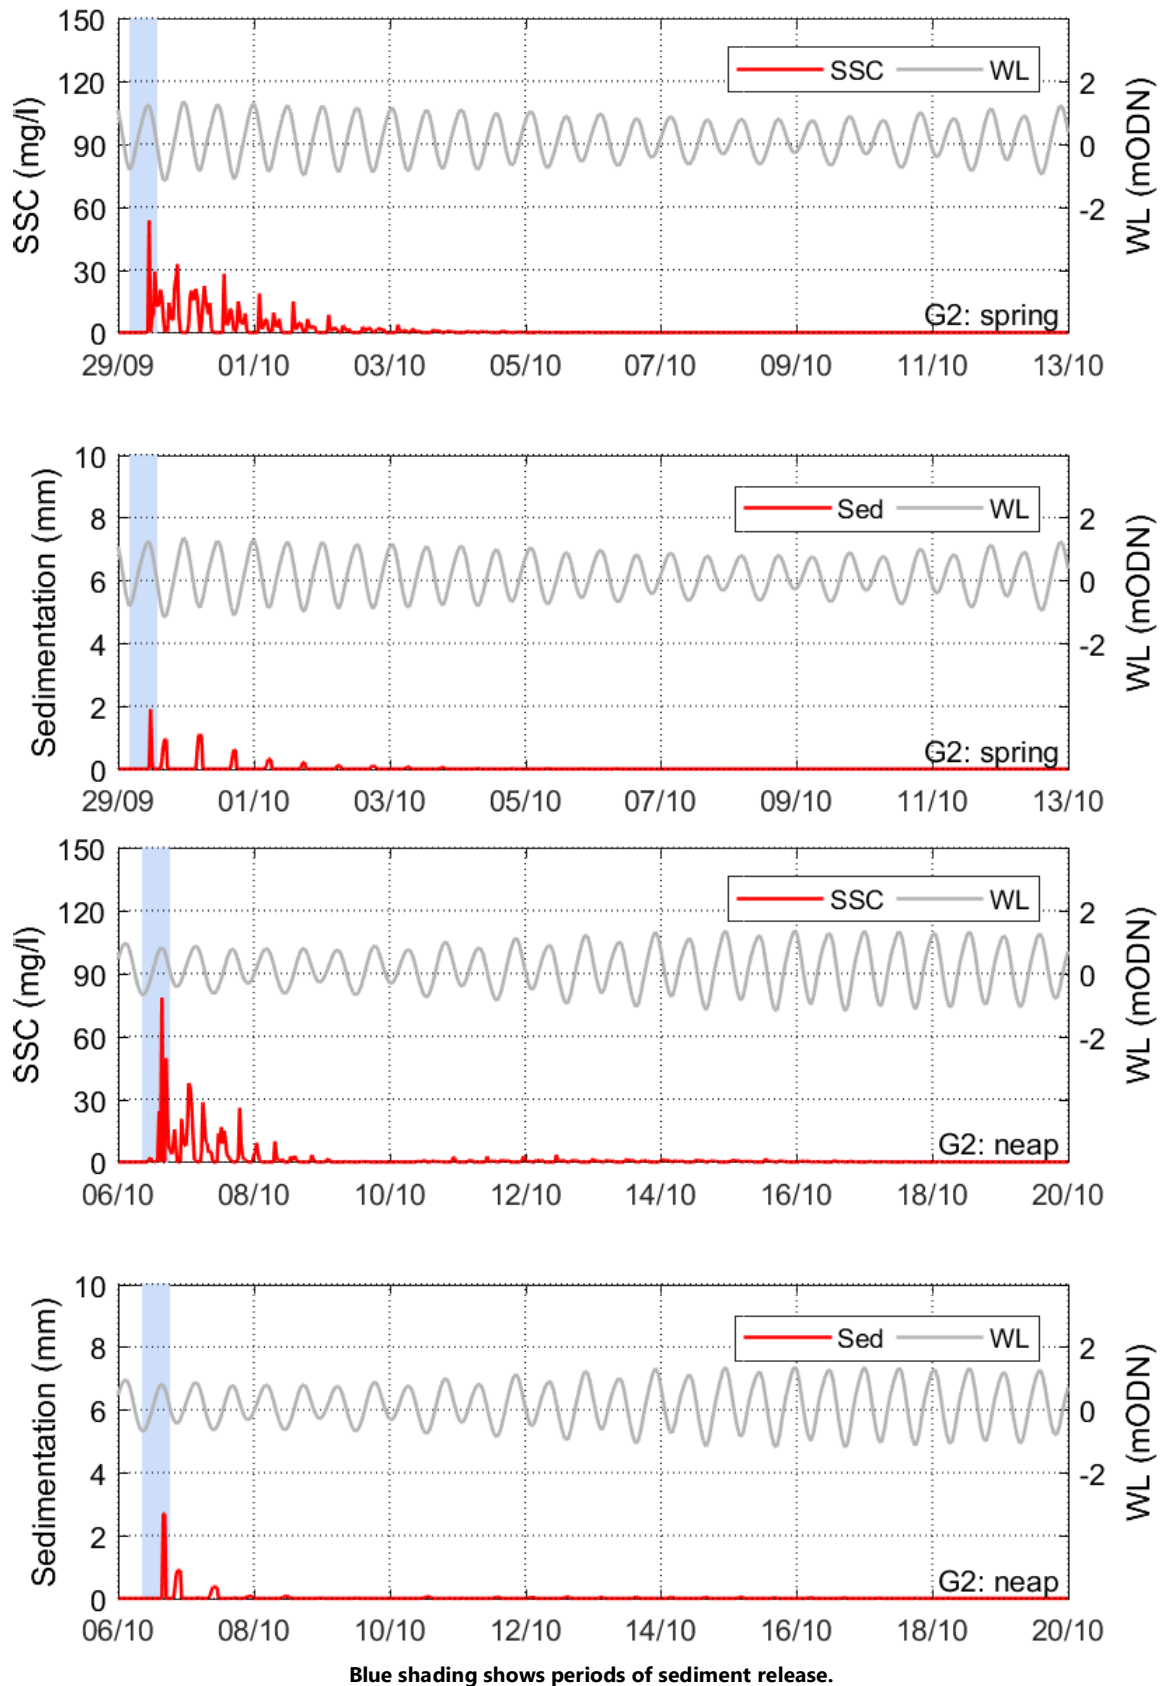 150
120
90
60
30
0
SSC (mg/l)
SSC WL
2
0
-2
WL (mODN)
G2: spring
29/09 01/10 03/10 05/10 07/10 09/10 11/10 13/10
10
8
6
4
2
0
Sedimentation (mm)
Sed WL
2
0
-2
WL (mODN)
G2: spring
29/09 01/10 03/10 05/10 07/10 09/10 11/10 13/10
150
120
90
60
30
0
SSC (mg/l)
SSC WL
2
0
-2
WL (mODN)
G2: neap
06/10 08/10 10/10 12/10 14/10 16/10 18/10 20/10
10
8
6
4
2
0
Sedimentation (mm)
Sed WL
2
0
-2
WL (mODN)
G2: neap
06/10 08/10 10/10 12/10 14/10 16/10 18/10 20/10
Blue shading shows periods of sediment release.